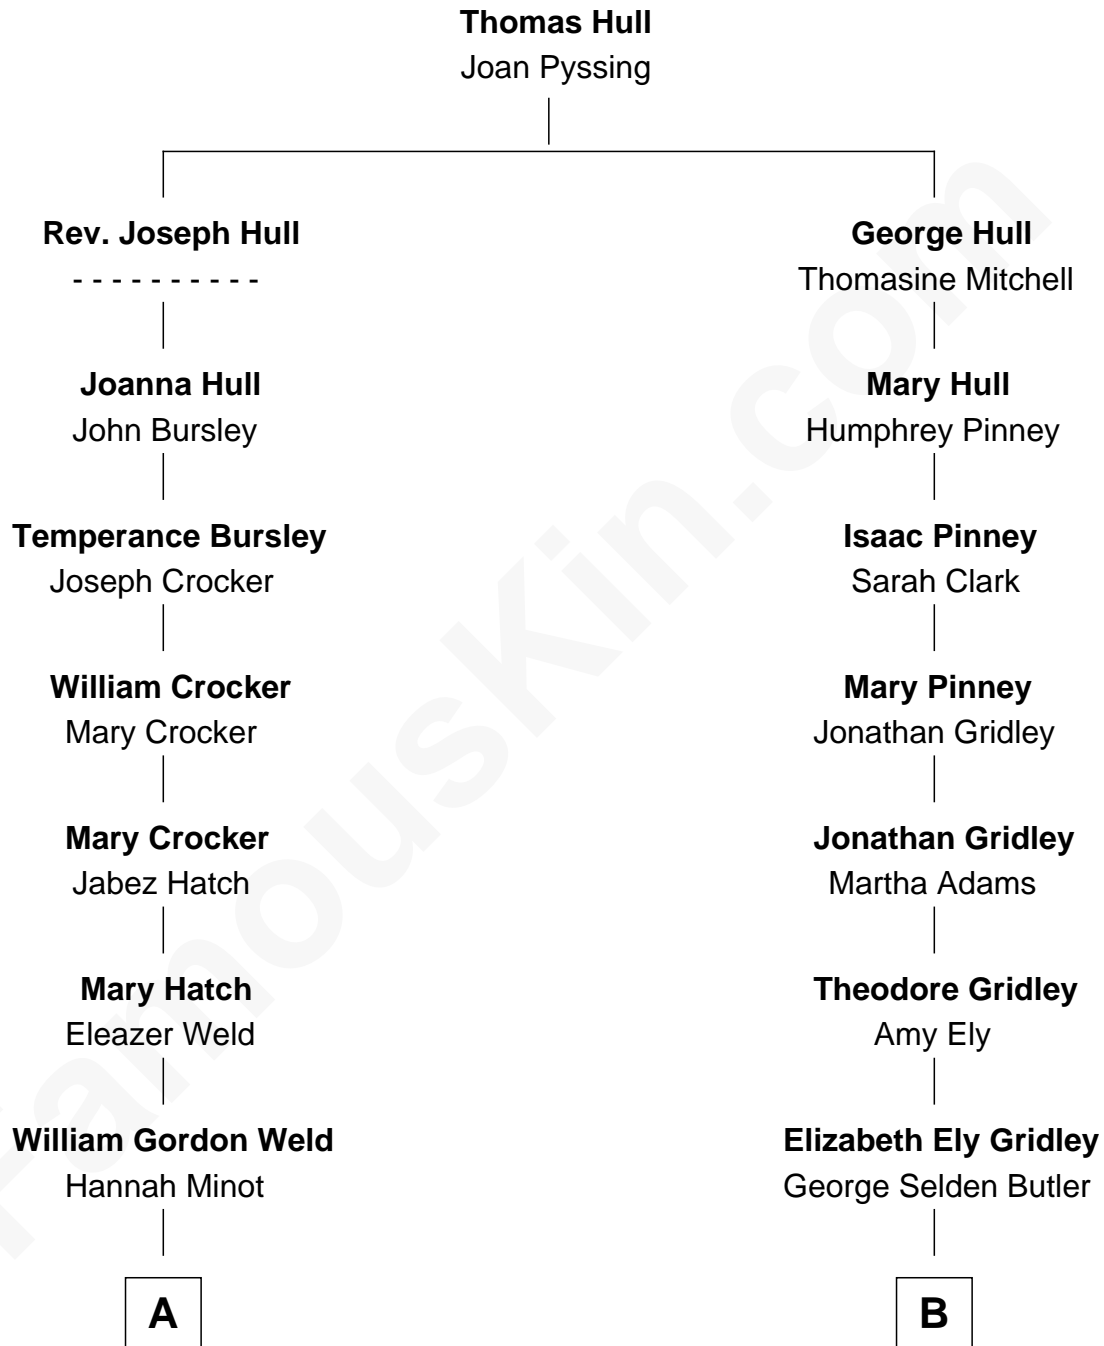 Thomas Hull
Joan Pyssing
Rev. Joseph Hull
- - - - - - - - - -
Joanna Hull
John Bursley
Temperance Bursley
Joseph Crocker
William Crocker
Mary Crocker
Mary Crocker
Jabez Hatch
Mary Hatch
Eleazer Weld
William Gordon Weld
Hannah Minot
A
George Hull
Thomasine Mitchell
Mary Hull
Humphrey Pinney
Isaac Pinney
Sarah Clark
Mary Pinney
Jonathan Gridley
Jonathan Gridley
Martha Adams
Theodore Gridley
Amy Ely
Elizabeth Ely Gridley
George Selden Butler
B
FamousKin.com